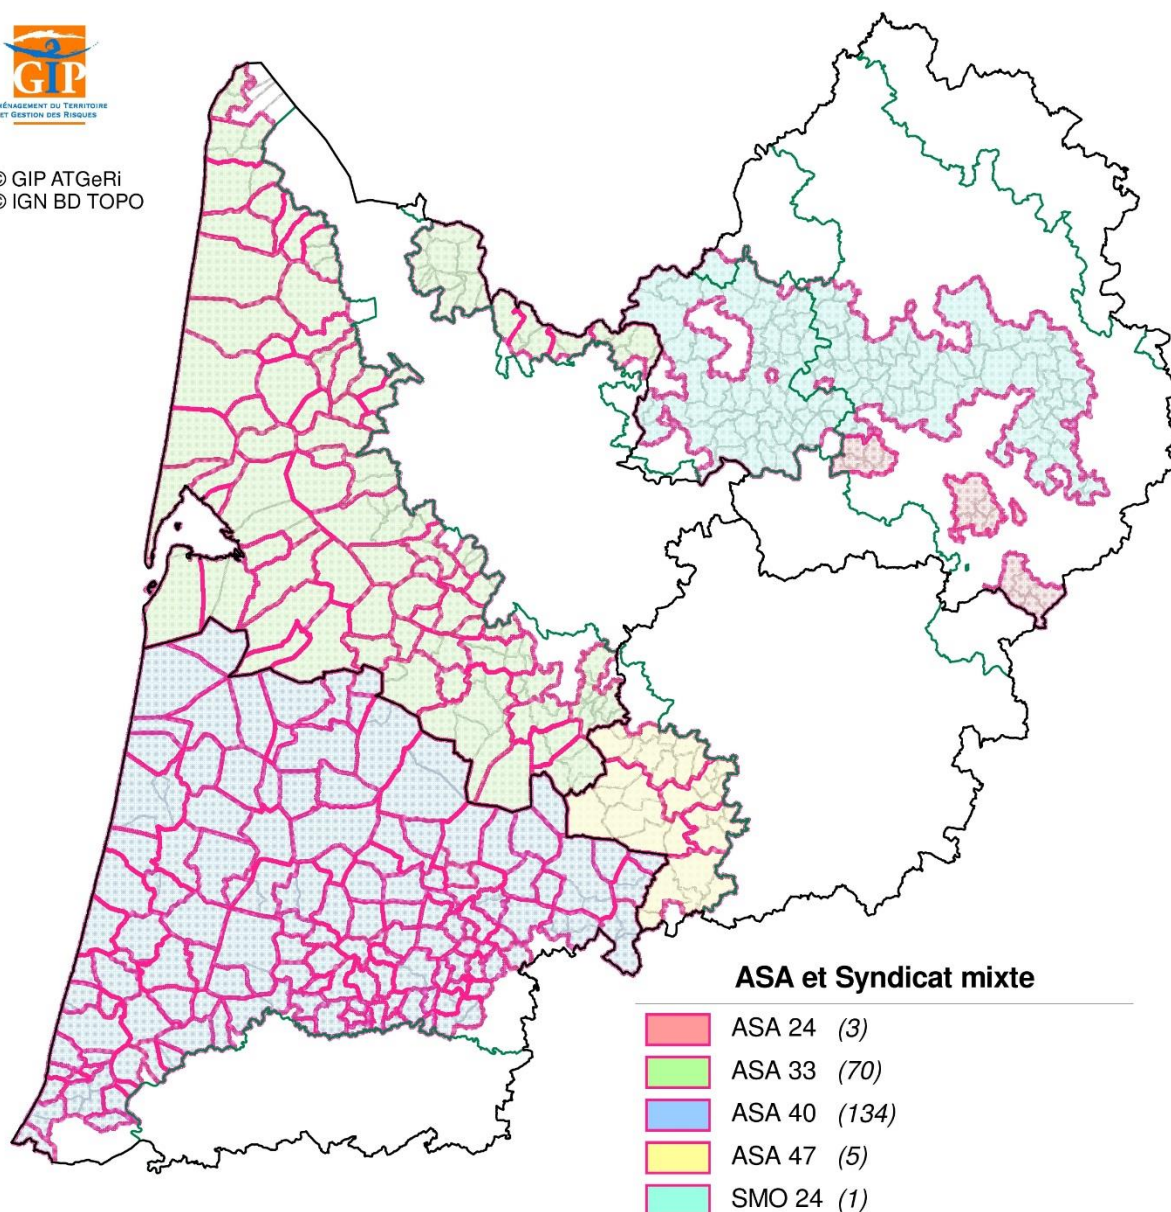 GIP
MÉNAGEMENT DU TERRITOIRE
ET GESTION DES RISQUES
© GIP ATGeRi
© IGN BD TOPO
ASA et Syndicat mixte
ASA 24 (3)
ASA 33 (70)
ASA 40 (134)
ASA 47 (5)
SMO 24 (1)